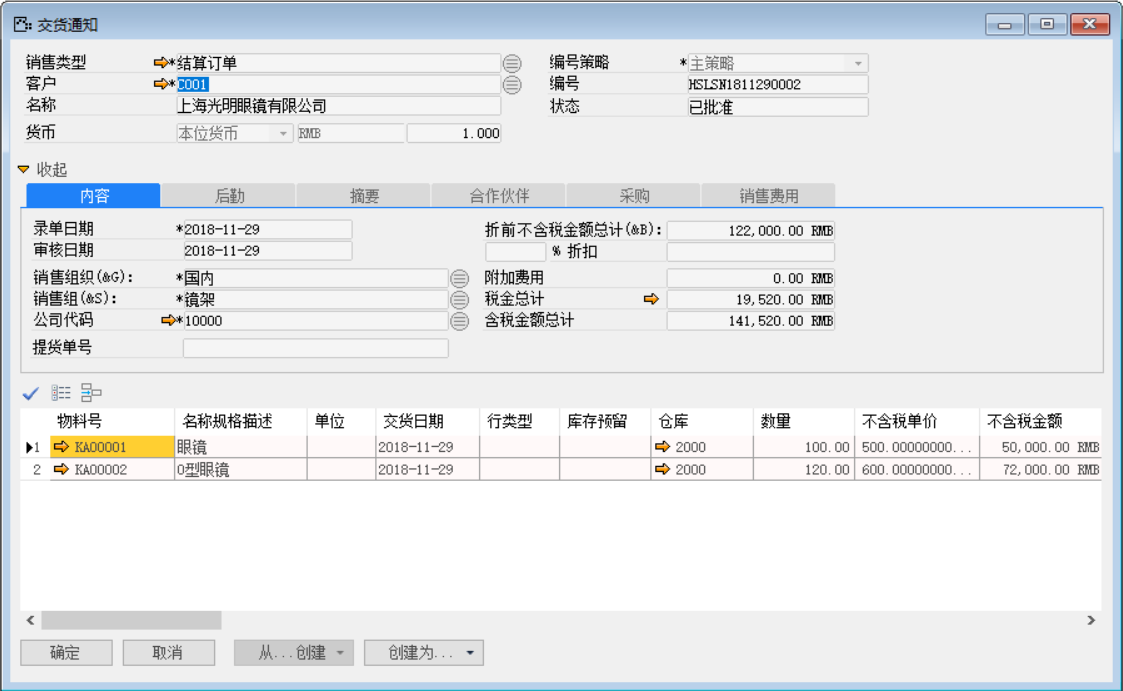 交货通知
销售类型 *结算订单 编号策略 *主策略
客户 *C001 编号 HSLSN1811290002
名称 上海光明眼镜有限公司 状态 已批准
货币 本位货币 RMB 1.000
收起
内容 后勤 摘要 合作伙伴 采购 销售费用
录单日期 *2018-11-29 折前不含税金额总计(&B): 122,000.00 RMB
审核日期 2018-11-29 % 折扣
销售组织(&G): *国内 附加费用 0.00 RMB
销售组(&S): *镜架 税金总计 19,520.00 RMB
公司代码 *10000 含税金额总计 141,520.00 RMB
提货单号
物料号 名称规格描述 单位 交货日期 行类型 库存预留 仓库 数量 不含税单价 不含税金额
1 KA00001 眼镜 2018-11-29 2000 100.00 500.00000000... 50,000.00 RMB
2 KA00002 O型眼镜 2018-11-29 2000 120.00 600.00000000... 72,000.00 RMB
确定 取消 从...创建 创建为...